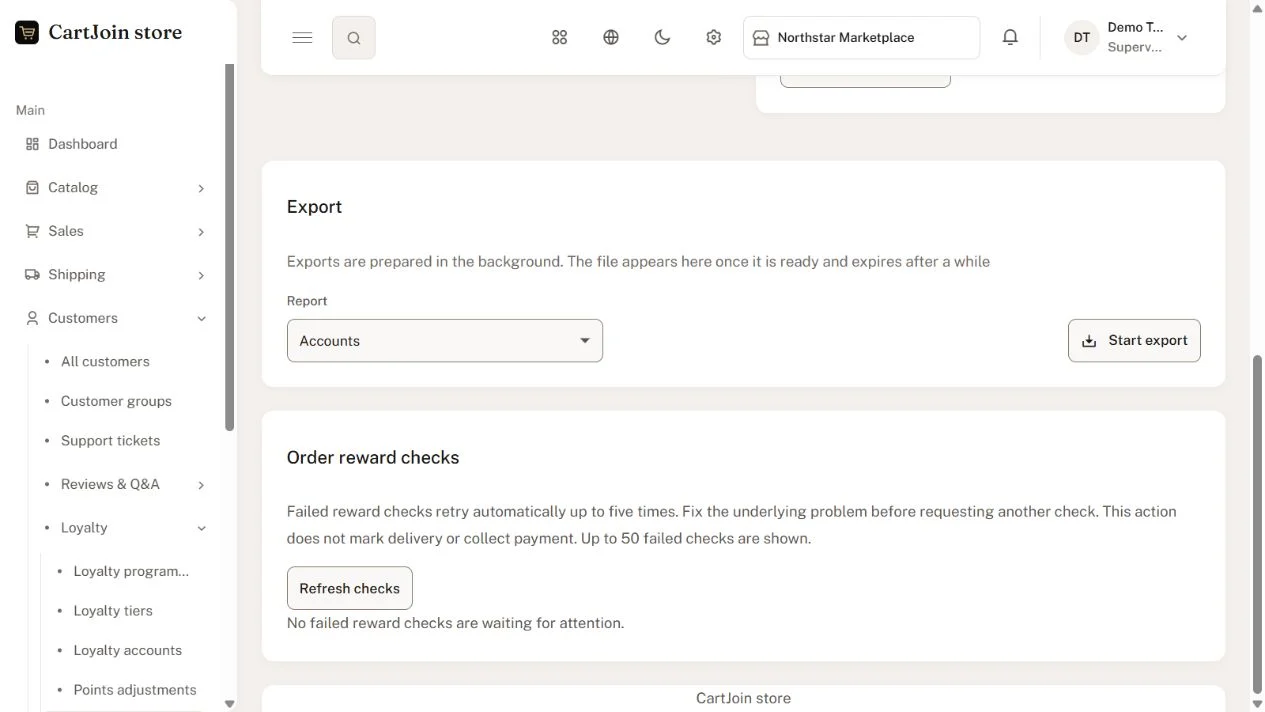 CartJoin store
Northstar Marketplace
DT
Demo T...
Superv...
Main
Dashboard
Catalog
Sales
Shipping
Customers
All customers
Customer groups
Support tickets
Reviews & Q&A
Loyalty
Loyalty program...
Loyalty tiers
Loyalty accounts
Points adjustments
Export
Exports are prepared in the background. The file appears here once it is ready and expires after a while
Report
Accounts
Start export
Order reward checks
Failed reward checks retry automatically up to five times. Fix the underlying problem before requesting another check. This action
does not mark delivery or collect payment. Up to 50 failed checks are shown.
Refresh checks
No failed reward checks are waiting for attention.
CartJoin store